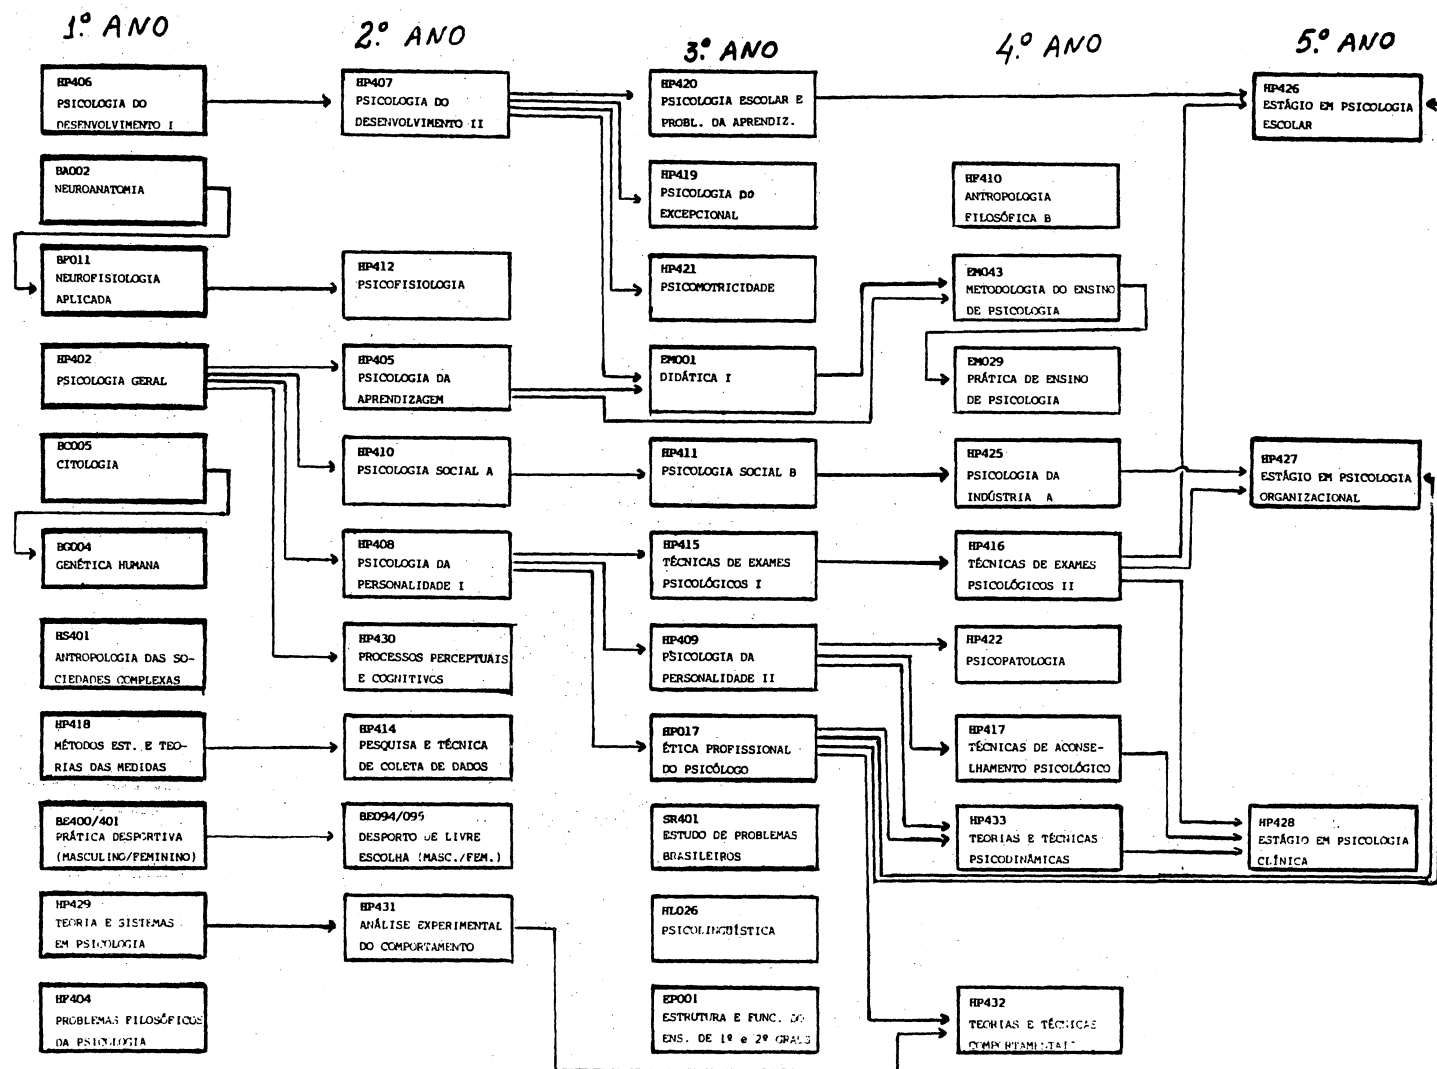 1º ANO
HP406
PSICOLOGIA DO
DESENVOLVIMENTO I
BA002
NEUROANATOMIA
BP011
NEUROFISIOLOGIA
APLICADA
HP402
PSICOLOGIA GERAL
BC005
CITOLOGIA
BG004
GENÉTICA HUMANA
HS401
ANTROPOLOGIA DAS SO-
CIEDADES COMPLEXAS
HP418
MÉTODOS EST. E TEO-
RIAS DAS MEDIDAS
BE400/401
PRÁTICA DESPORTIVA
(MASCULINO/FEMININO)
HP429
TEORIA E SISTEMAS
EM PSICOLOGIA
HF404
PROBLEMAS FILOSÓFICOS
DA PSICOLOGIA
2º ANO
HP407
PSICOLOGIA DO
DESENVOLVIMENTO II
HP412
PSICOFISIOLOGIA
HP405
PSICOLOGIA DA
APRENDIZAGEM
HP410
PSICOLOGIA SOCIAL A
HP408
PSICOLOGIA DA
PERSONALIDADE I
HP430
PROCESSOS PERCEPTUAIS
E COGNITIVOS
HP414
PESQUISA E TÉCNICA
DE COLETA DE DADOS
BE094/095
DESPORTO DE LIVRE
ESCOLHA (MASC./FEM.)
HP431
ANÁLISE EXPERIMENTAL
DO COMPORTAMENTO
3º ANO
HP420
PSICOLOGIA ESCOLAR E
PROBL. DA APRENDIZ.
HP419
PSICOLOGIA DO
EXCEPCIONAL
HP421
PSICOMOTRICIDADE
EM001
DIDÁTICA I
HP411
PSICOLOGIA SOCIAL B
HP415
TÉCNICAS DE EXAMES
PSICOLÓGICOS I
HP409
PSICOLOGIA DA
PERSONALIDADE II
HP017
ÉTICA PROFISSIONAL
DO PSICÓLOGO
SR401
ESTUDO DE PROBLEMAS
BRASILEIROS
HL026
PSICOLINGÜÍSTICA
EP001
ESTRUTURA E FUNC. DO
ENS. DE 1º e 2º GRAUS
4º ANO
HF410
ANTROPOLOGIA
FILOSÓFICA B
EM043
METODOLOGIA DO ENSINO
DE PSICOLOGIA
EM029
PRÁTICA DE ENSINO
DE PSICOLOGIA
HP425
PSICOLOGIA DA
INDÚSTRIA A
HP416
TÉCNICAS DE EXAMES
PSICOLÓGICOS II
HP422
PSICOPATOLOGIA
HP417
TÉCNICAS DE ACONSE-
LHAMENTO PSICOLÓGICO
HP433
TEORIAS E TÉCNICAS
PSICODINÂMICAS
HP432
TEORIAS E TÉCNICAS
COMPORTAMENTAIS
5º ANO
HP426
ESTÁGIO EM PSICOLOGIA
ESCOLAR
HP427
ESTÁGIO EM PSICOLOGIA
ORGANIZACIONAL
HP428
ESTÁGIO EM PSICOLOGIA
CLÍNICA